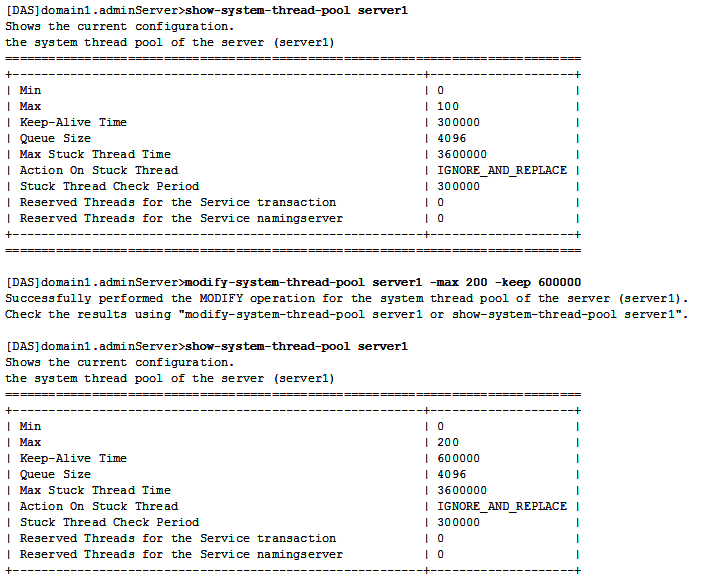 [DAS]domain1.adminServer>show-system-thread-pool server1
Shows the current configuration.
the system thread pool of the server (server1)
================================================================================
+---------------------------------------------------------+--------------------+
| Min | 0 |
| Max | 100 |
| Keep-Alive Time | 300000 |
| Queue Size | 4096 |
| Max Stuck Thread Time | 3600000 |
| Action On Stuck Thread | IGNORE_AND_REPLACE |
| Stuck Thread Check Period | 300000 |
| Reserved Threads for the Service transaction | 0 |
| Reserved Threads for the Service namingserver | 0 |
+---------------------------------------------------------+--------------------+
================================================================================
[DAS]domain1.adminServer>modify-system-thread-pool server1 -max 200 -keep 600000
Successfully performed the MODIFY operation for the system thread pool of the server (server1).
Check the results using "modify-system-thread-pool server1 or show-system-thread-pool server1".
[DAS]domain1.adminServer>show-system-thread-pool server1
Shows the current configuration.
the system thread pool of the server (server1)
================================================================================
+---------------------------------------------------------+--------------------+
| Min | 0 |
| Max | 200 |
| Keep-Alive Time | 600000 |
| Queue Size | 4096 |
| Max Stuck Thread Time | 3600000 |
| Action On Stuck Thread | IGNORE_AND_REPLACE |
| Stuck Thread Check Period | 300000 |
| Reserved Threads for the Service transaction | 0 |
| Reserved Threads for the Service namingserver | 0 |
+---------------------------------------------------------+--------------------+